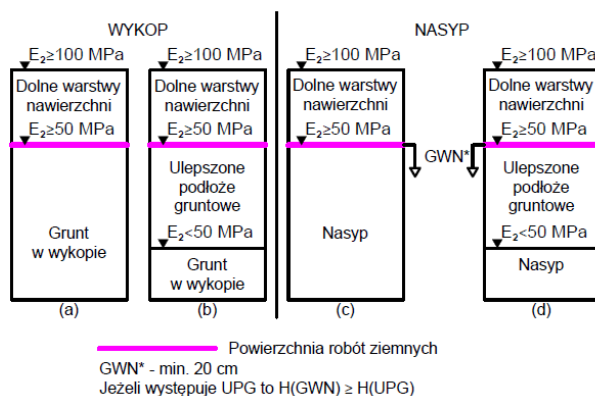 WYKOP
NASYP
E2≥100 MPa
E2≥100 MPa
E2≥100 MPa
E2≥100 MPa
Dolne warstwy
nawierzchni
Dolne warstwy
nawierzchni
Dolne warstwy
nawierzchni
Dolne warstwy
nawierzchni
E2≥50 MPa
E2≥50 MPa
E2≥50 MPa
E2≥50 MPa
GWN*
Grunt
w wykopie
Ulepszone
podłoże
gruntowe
E2<50 MPa
Grunt
w wykopie
Nasyp
Ulepszone
podłoże
gruntowe
E2<50 MPa
Nasyp
(a)
(b)
(c)
(d)
Powierzchnia robót ziemnych
GWN* - min. 20 cm
Jeżeli występuje UPG to H(GWN) ≥ H(UPG)